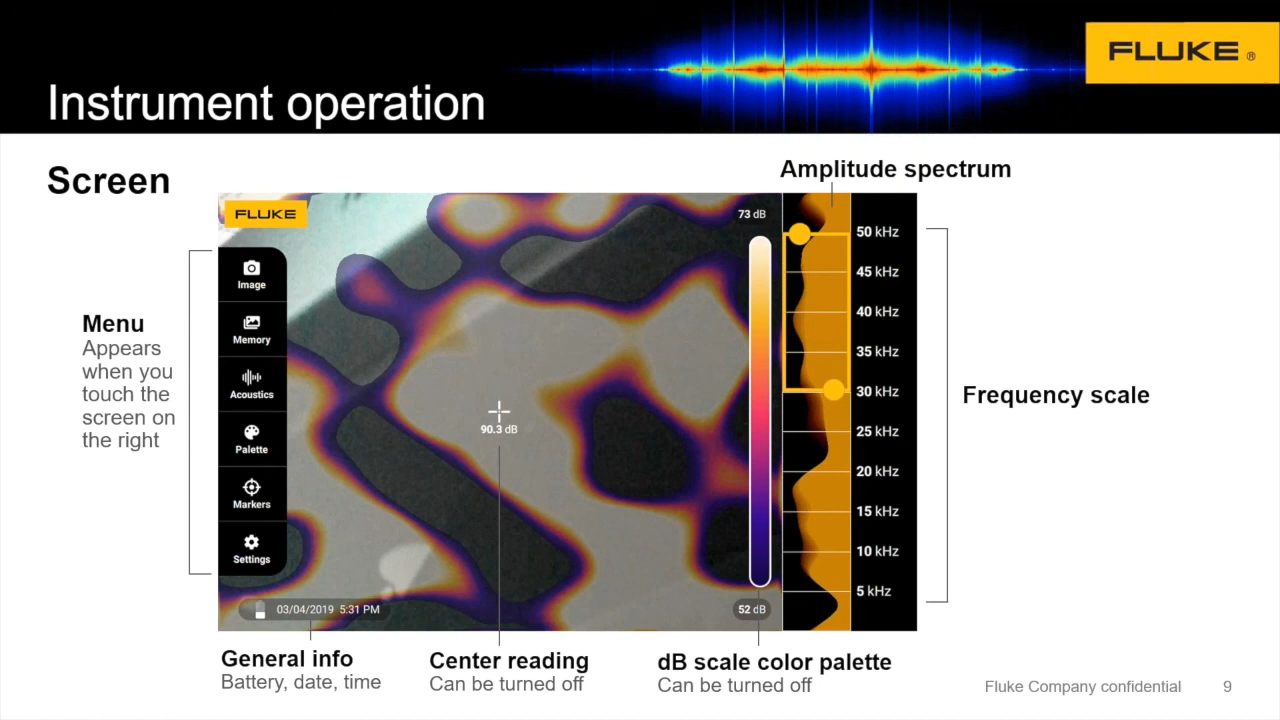 FLUKE ®
Instrument operation
Screen
Amplitude spectrum
FLUKE
73 dB
50 kHz
45 kHz
40 kHz
35 kHz
30 kHz
25 kHz
20 kHz
15 kHz
10 kHz
5 kHz
Image
Memory
Acoustics
Palette
Markers
Settings
Menu
Appears
when you
touch the
screen on
the right
90.3 dB
Frequency scale
03/04/2019 5:31 PM
52 dB
General info
Battery, date, time
Center reading
Can be turned off
dB scale color palette
Can be turned off
Fluke Company confidential
9